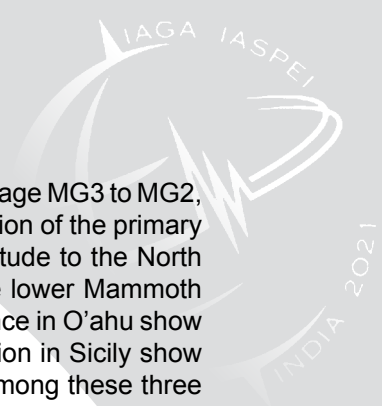 IAGA IASPEI
INDIA 2021
age MG3 to MG2,
ion of the primary
tude to the North
lower Mammoth
nce in O'ahu show
ion in Sicily show
mong these three